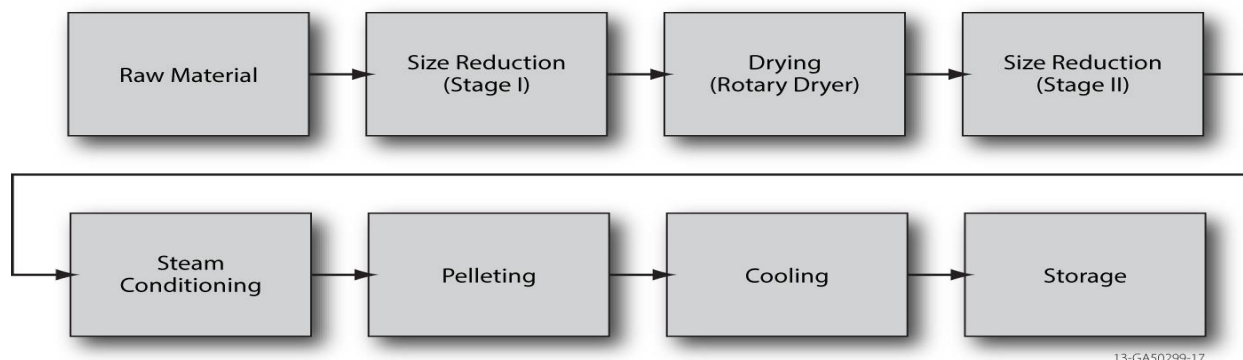 Raw Material
Size Reduction
(Stage I)
Drying
(Rotary Dryer)
Size Reduction
(Stage II)
Steam
Conditioning
Pelleting
Cooling
Storage
13-GA50299-17